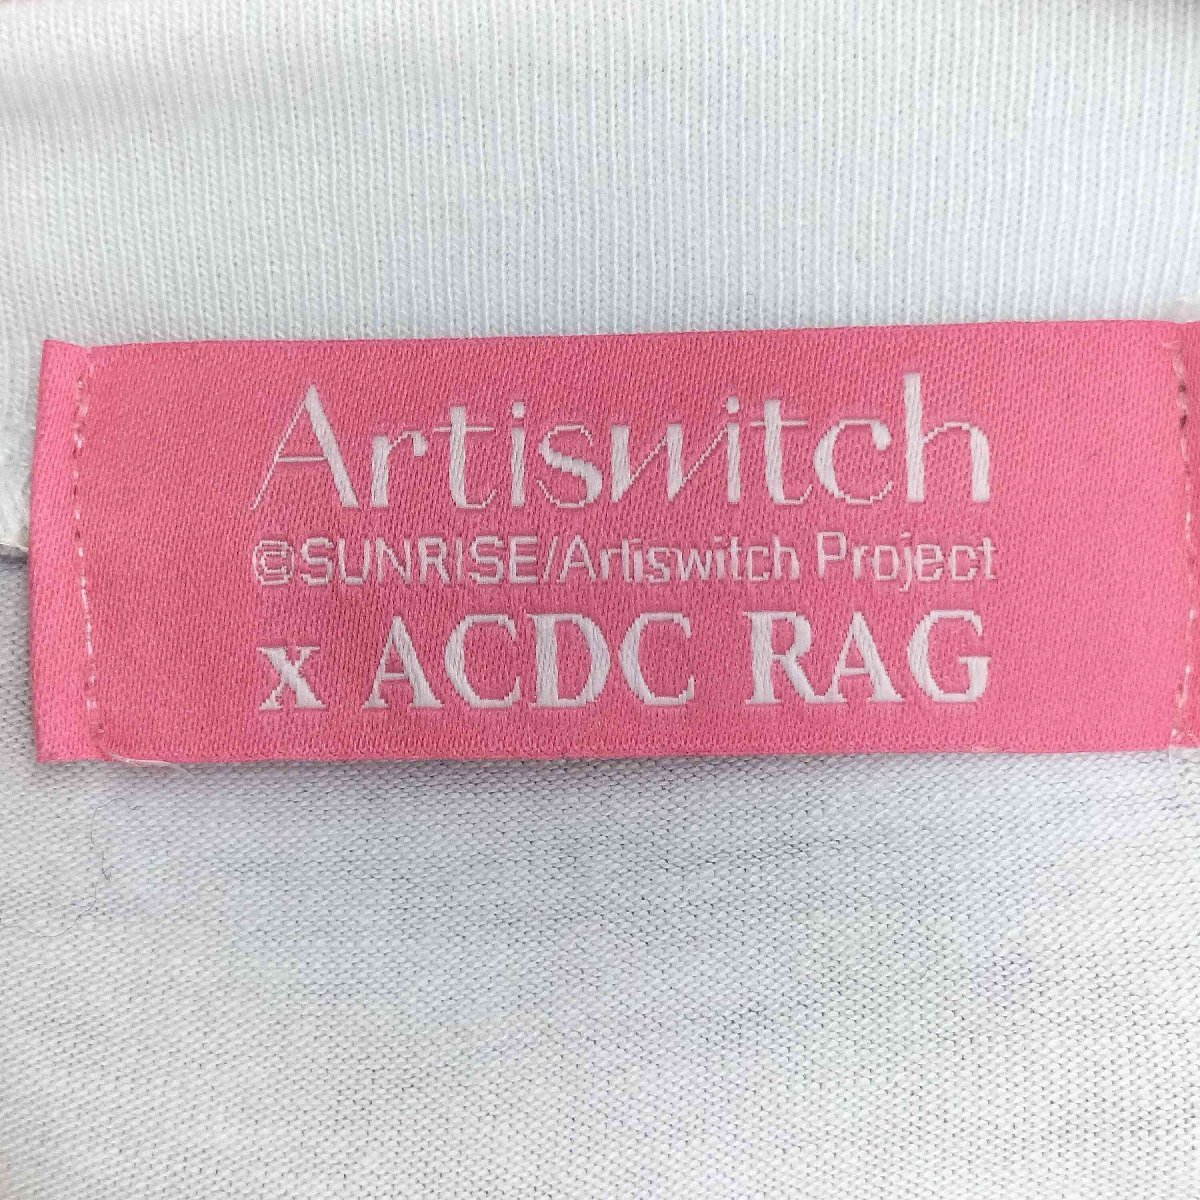 Artiswitch
©SUNRISE/Artiswitch Project
x ACDC RAG